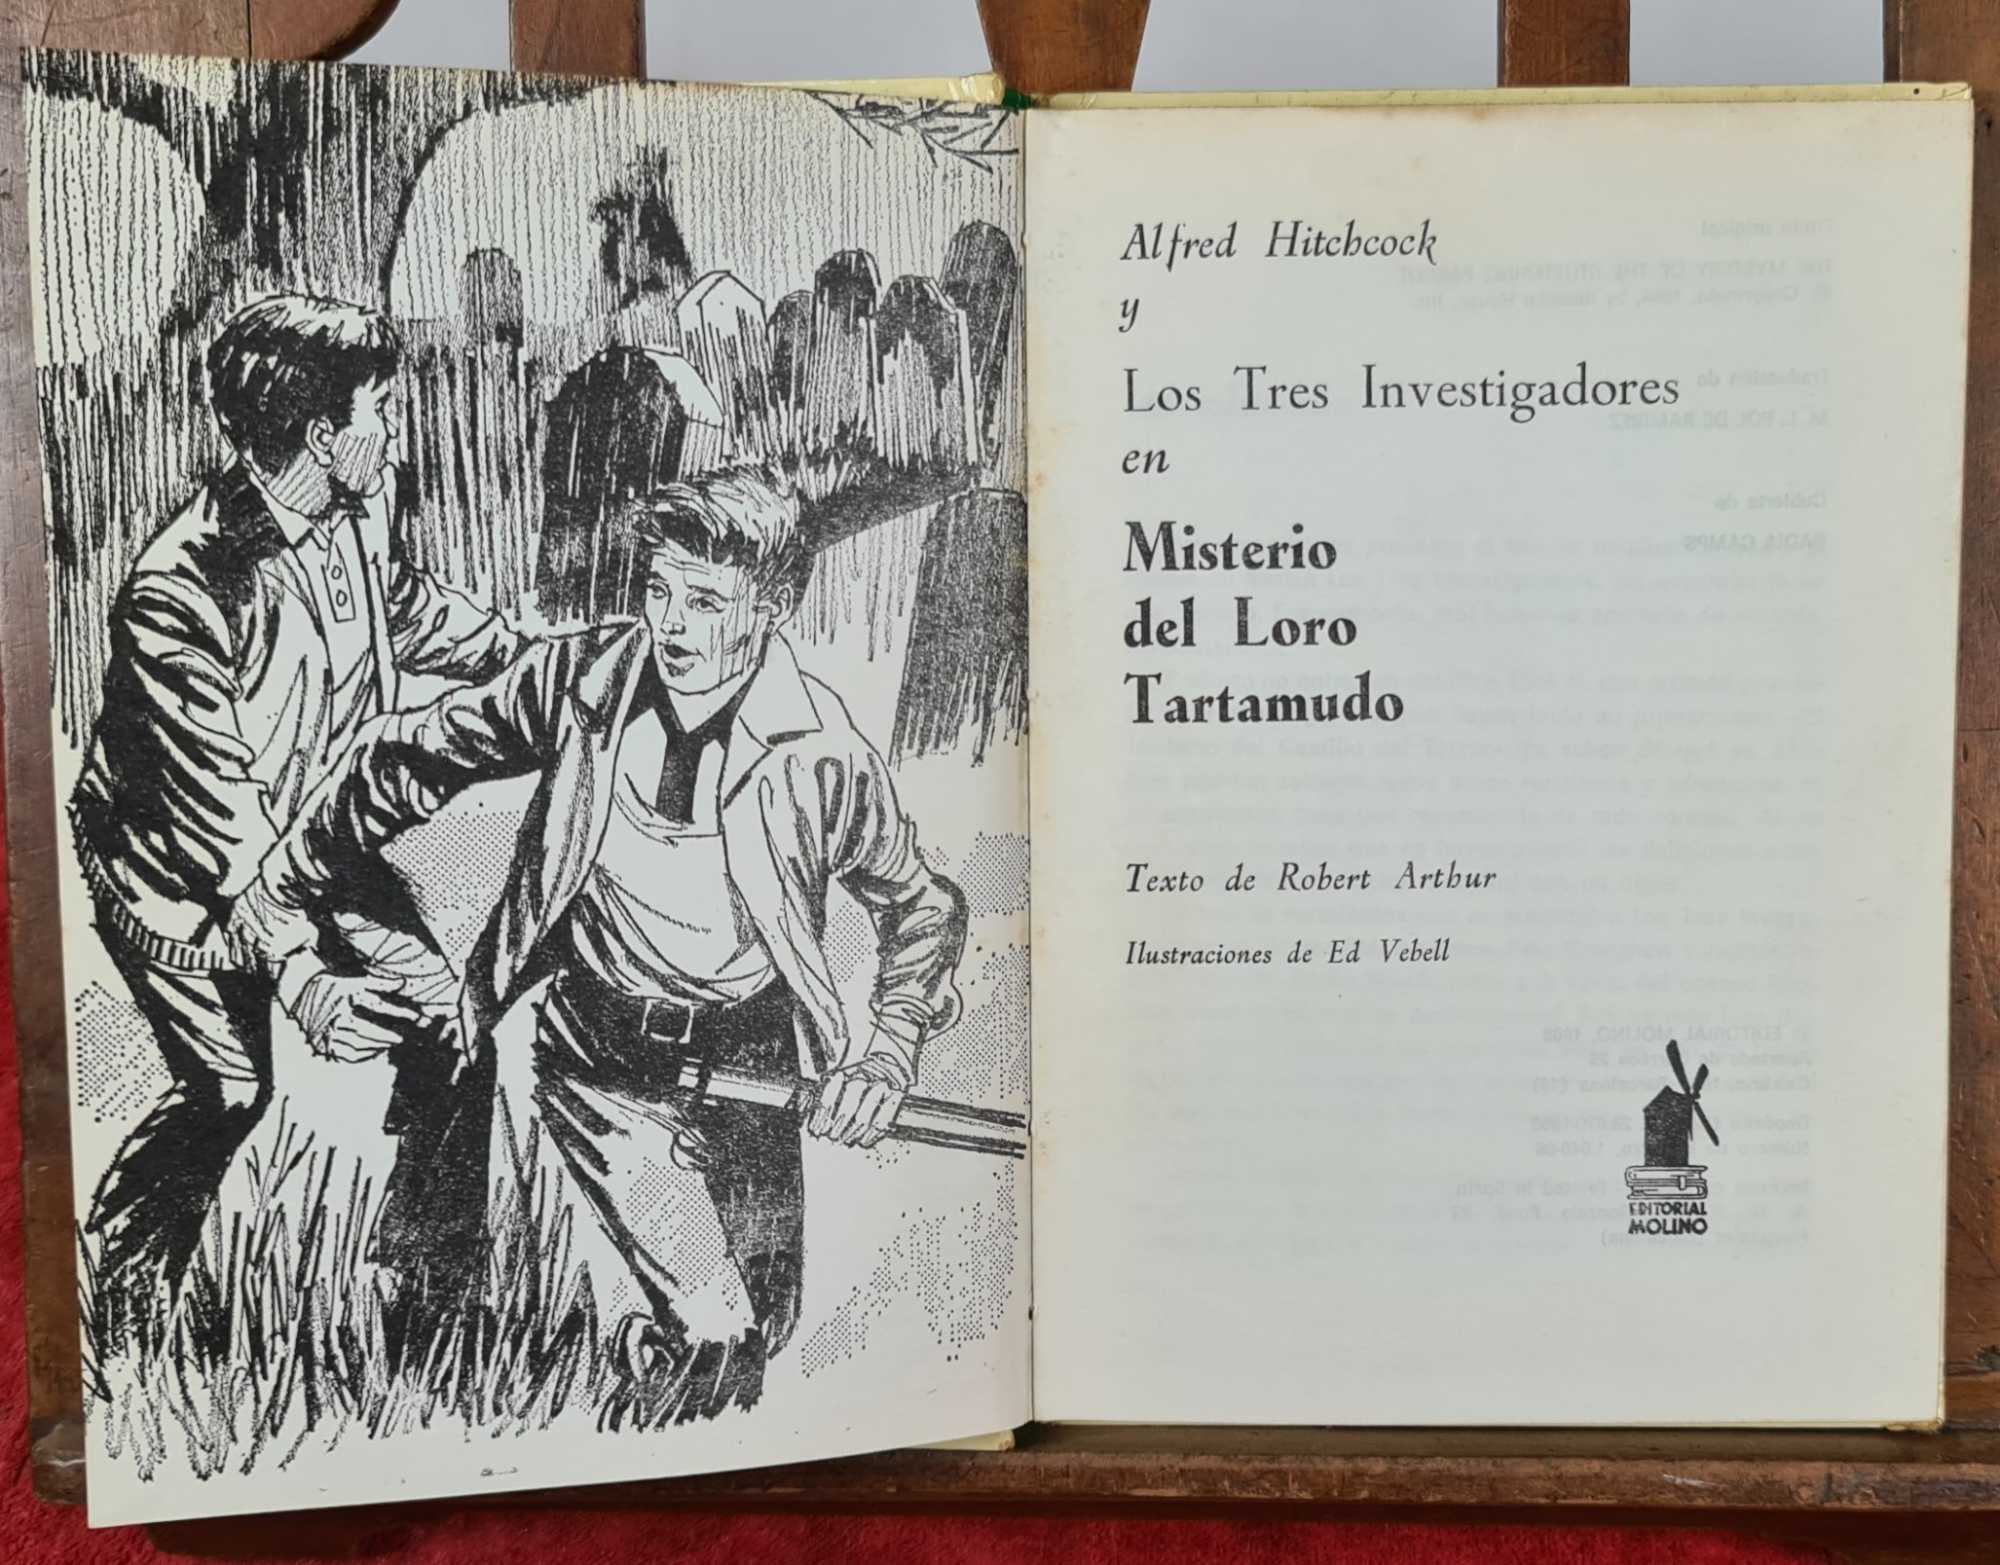 Alfred Hitchcock
y
Los Tres Investigadores
en
Misterio
del Loro
Tartamudo
Texto de Robert Arthur
Ilustraciones de Ed Vebell
EDITORIAL
MOLINO